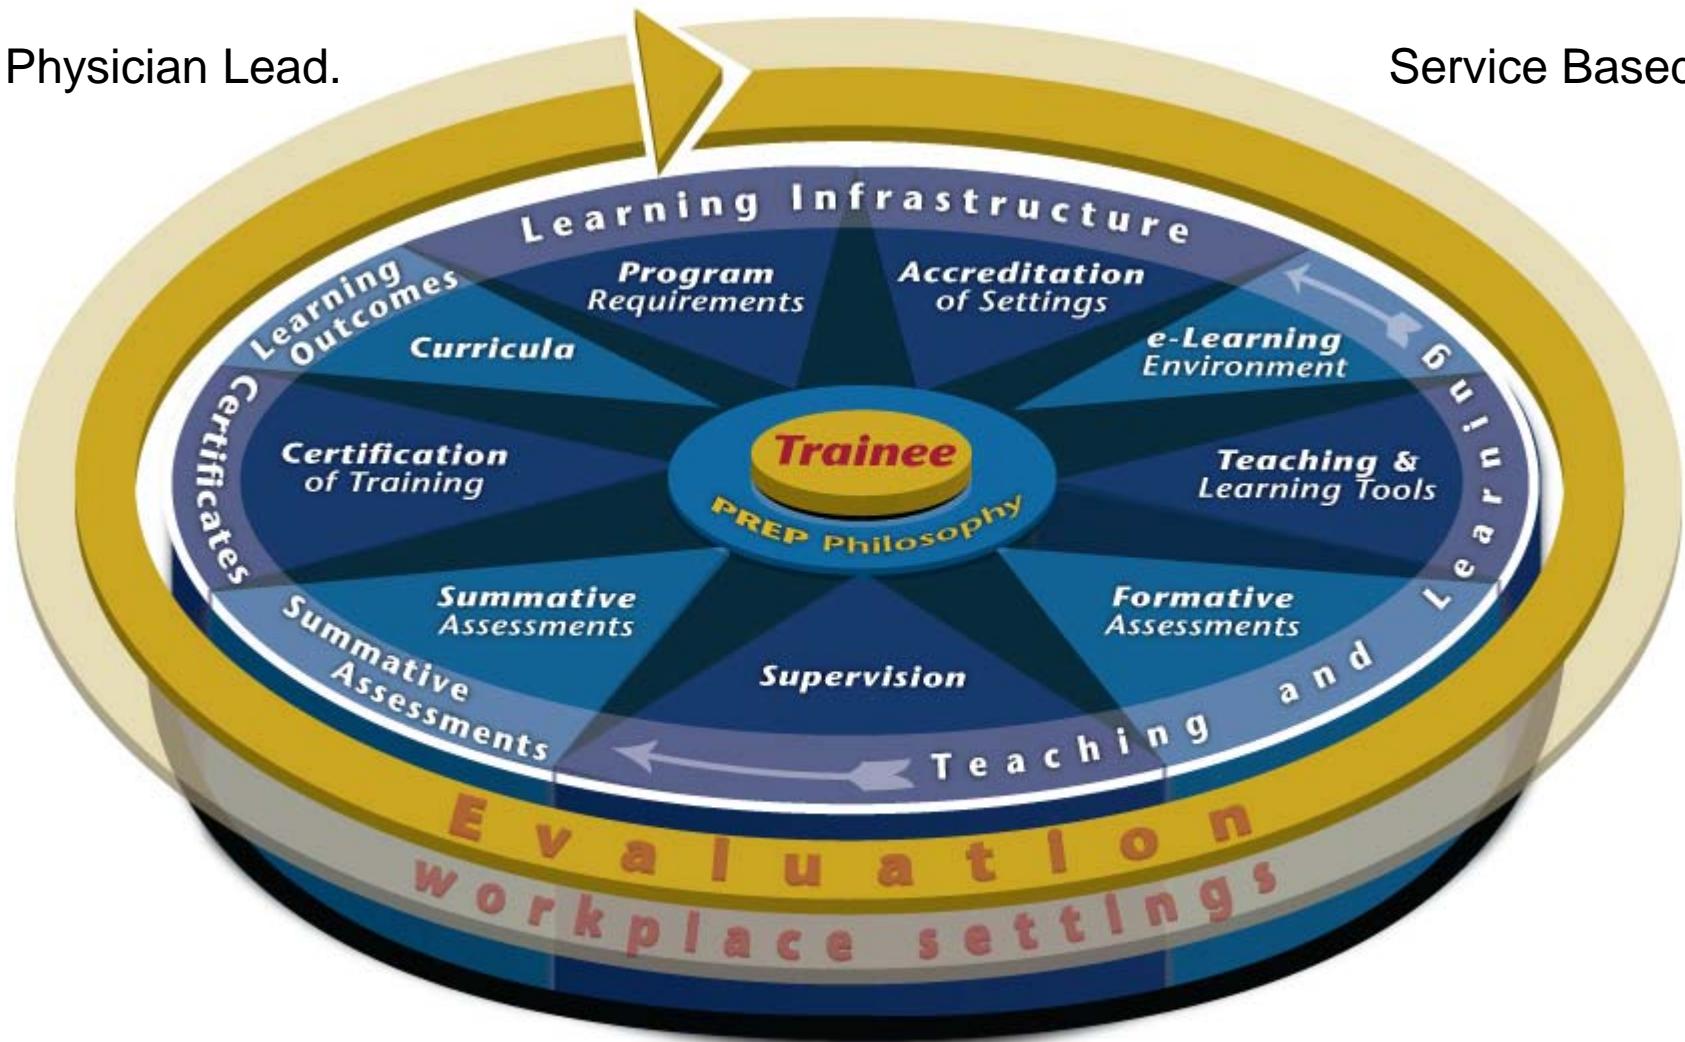 Physician Lead.
Service Based
Learning Infrastructure
Learning
Outcomes
Program
Requirements
Accreditation
of Settings
Curricula
e-Learning
Environment
Certificates
Certification
of Training
Trainee
PREP Philosophy
Teaching &
Learning Tools
Teaching and Learning
Summative
Assessments
Summative
Assessments
Formative
Assessments
Supervision
Evaluation
workplace settings